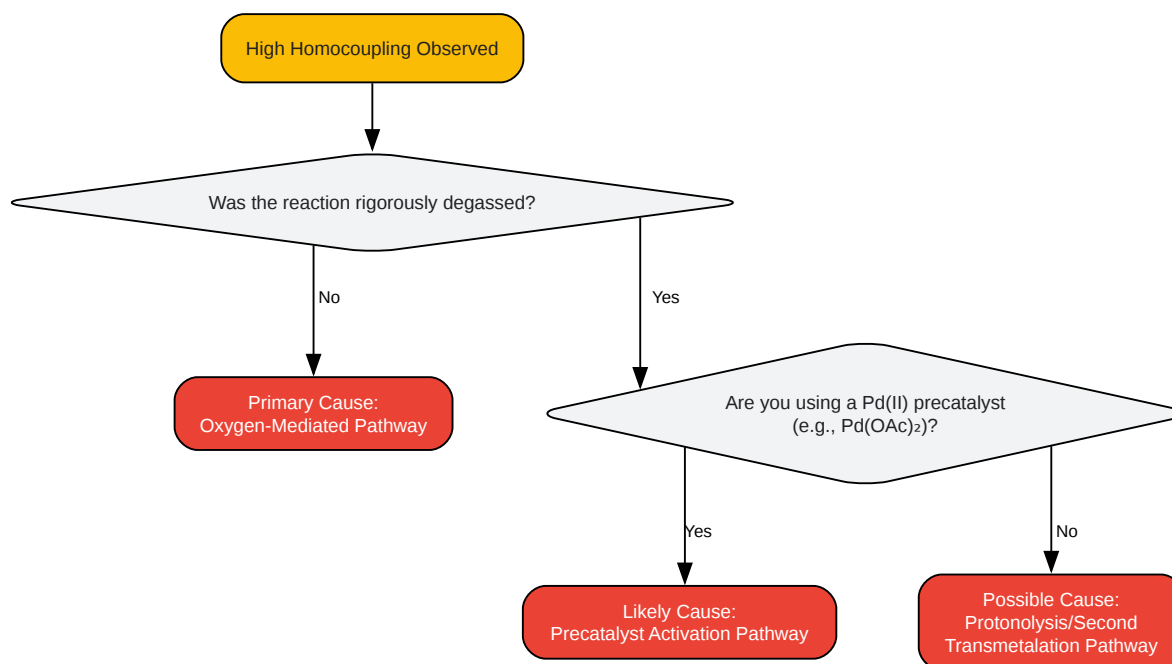 High Homocoupling Observed
Was the reaction rigorously degassed?
No
Yes
Primary Cause:
Oxygen-Mediated Pathway
Are you using a Pd(II) precatalyst
(e.g., Pd(OAc)₂)?
Yes
No
Likely Cause:
Precatalyst Activation Pathway
Possible Cause:
Protonolysis/Second
Transmetalation Pathway